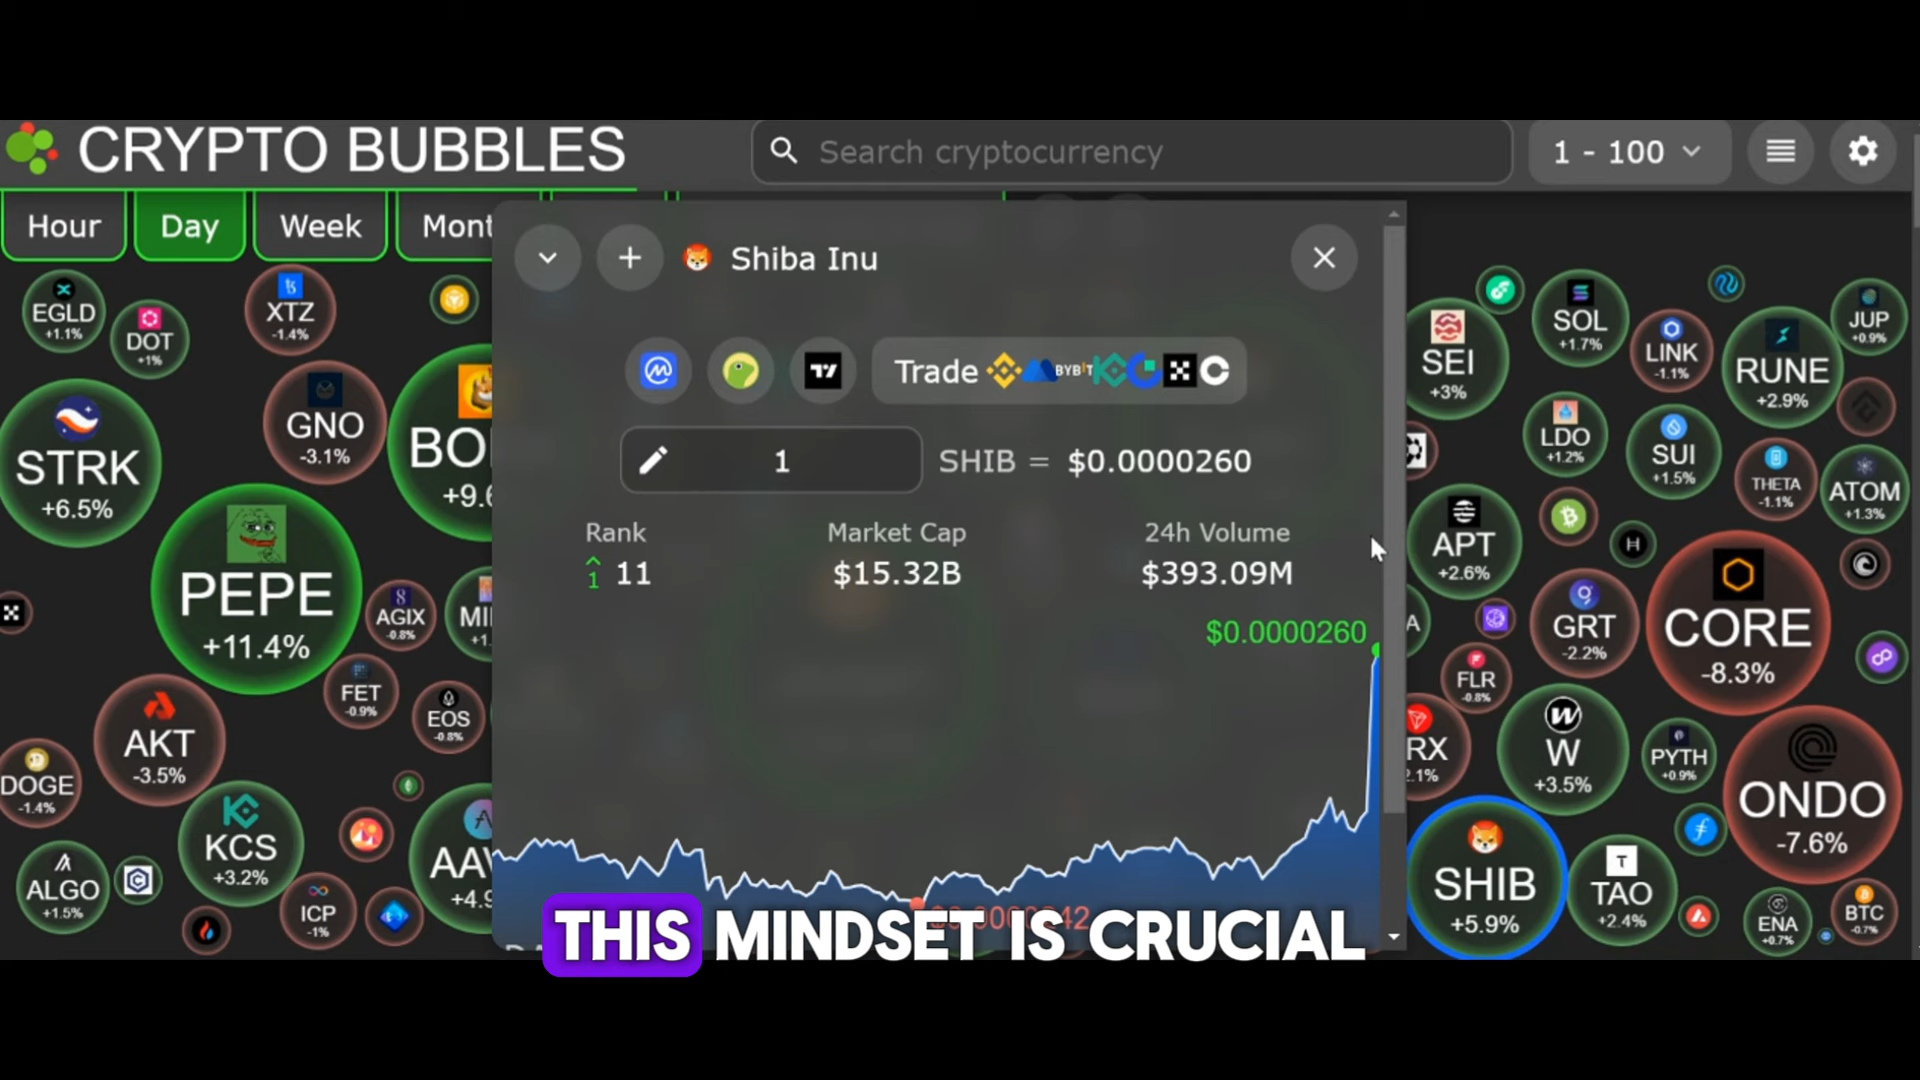 CRYPTO BUBBLES
Search cryptocurrency
1 - 100
Hour
Day
Week
Shiba Inu
Trade
BYBIT
1
SHIB = $0.0000260
Rank
Market Cap
24h Volume
1 11
$15.32B
$393.09M
$0.0000260
THIS MINDSET IS CRUCIAL
EGLD
+1.1%
DOT
+1%
XTZ
-1.4%
GNO
-3.1%
STRK
+6.5%
PEPE
+11.4%
AGIX
-0.8%
FET
-0.9%
EOS
-0.8%
AKT
-3.5%
DOGE
-1.4%
KCS
+3.2%
ALGO
+1.5%
ICP
-1%
SEI
+3%
SOL
+1.7%
LINK
-1.1%
RUNE
+2.9%
JUP
+0.9%
LDO
+1.2%
SUI
+1.5%
THETA
-1.1%
ATOM
+1.3%
APT
+2.6%
H
GRT
-2.2%
CORE
-8.3%
FLR
-0.8%
W
+3.5%
PYTH
+0.9%
ONDO
-7.6%
SHIB
+5.9%
T
TAO
+2.4%
ENA
+0.7%
BTC
-0.7%